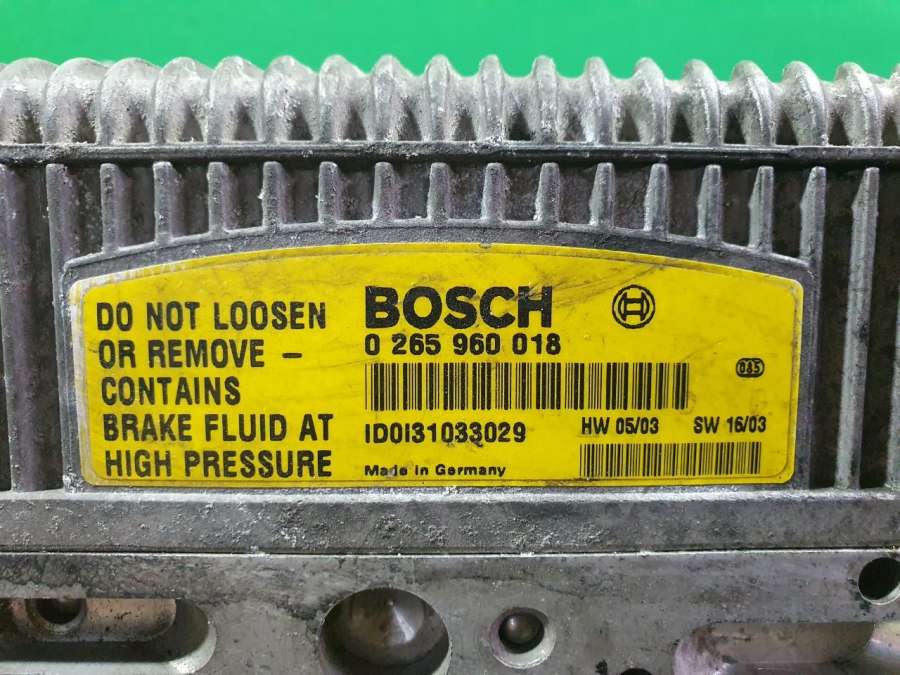 DO NOT LOOSEN
OR REMOVE –
CONTAINS
BRAKE FLUID AT
HIGH PRESSURE
BOSCH
0 265 960 018
045
ID0I31033029
HW 05/03 SW 16/03
Made in Germany